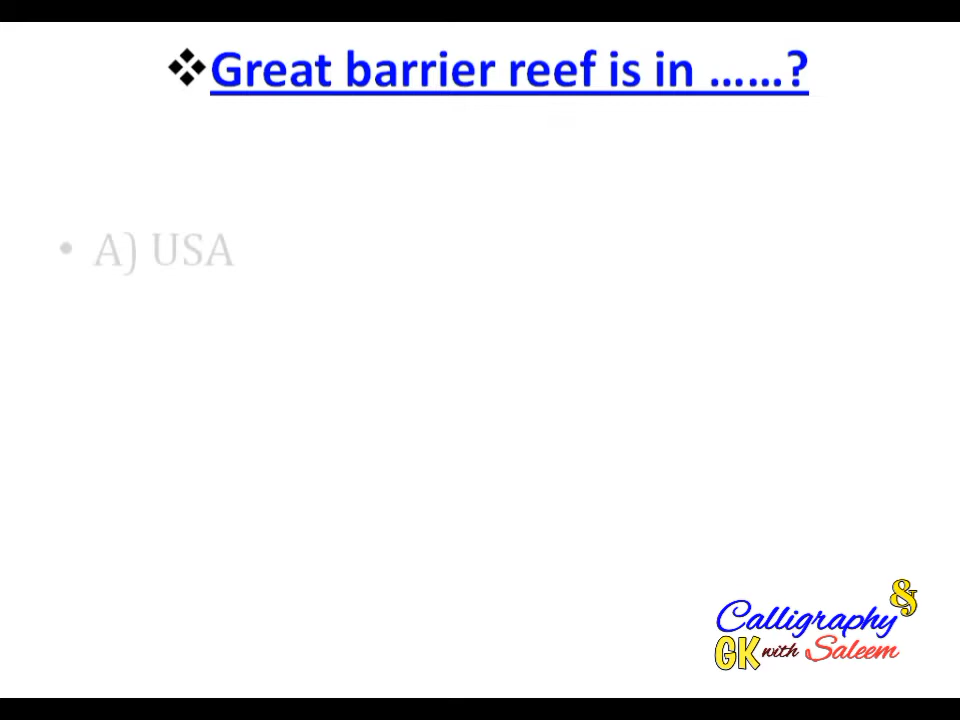 ❖Great barrier reef is in ……?
• A) USA
Calligraphy &
GK with Saleem